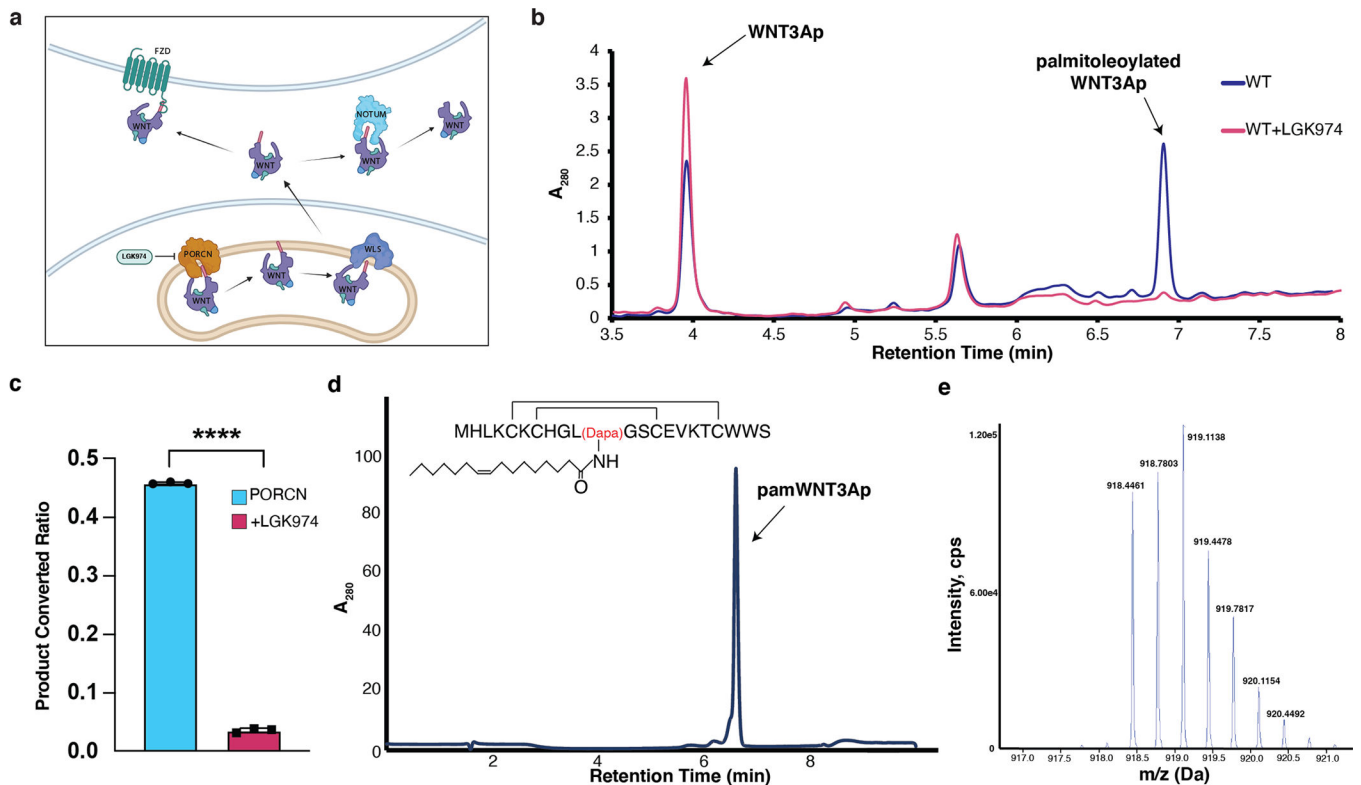 a
FZD
WNT
WNT
NOTUM
WNT
WNT
LGK974
PORCN
WNT
WNT
WLS
WNT
b
WNT3Ap
palmitoleoylated
WNT3Ap
WT
WT+LGK974
A280
4
3.5
3
2.5
2
1.5
1
0.5
0
3.5 4 4.5 5 5.5 6 6.5 7 7.5 8
Retention Time (min)
c
****
PORCN
+LGK974
Product Converted Ratio
0.5
0.4
0.3
0.2
0.1
0.0
d
MHLKCKCHGL(Dapa)GSCEVKTCWWS
NH
O
pamWNT3Ap
A280
100
80
60
40
20
0
2 4 6 8
Retention Time (min)
e
Intensity, cps
1.20e5
6.00e4
0
918.4461
918.7803
919.1138
919.4478
919.7817
920.1154
920.4492
917.0 917.5 918.0 918.5 919.0 919.5 920.0 920.5 921.0
m/z (Da)